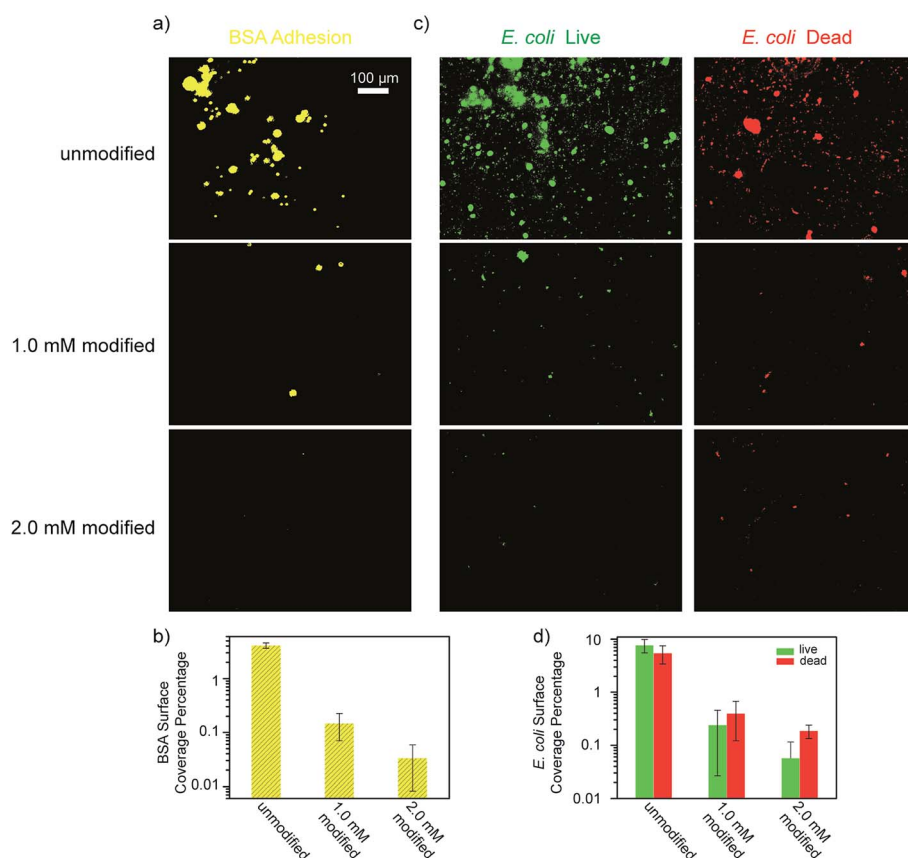 a)
BSA Adhesion
c)
E. coli Live
E. coli Dead
100 µm
unmodified
1.0 mM modified
2.0 mM modified
b)
BSA Surface
Coverage Percentage
1
0.1
0.01
unmodified
1.0 mM
modified
2.0 mM
modified
d)
E. coli Surface
Coverage Percentage
10
1
0.1
0.01
live
dead
unmodified
1.0 mM
modified
2.0 mM
modified